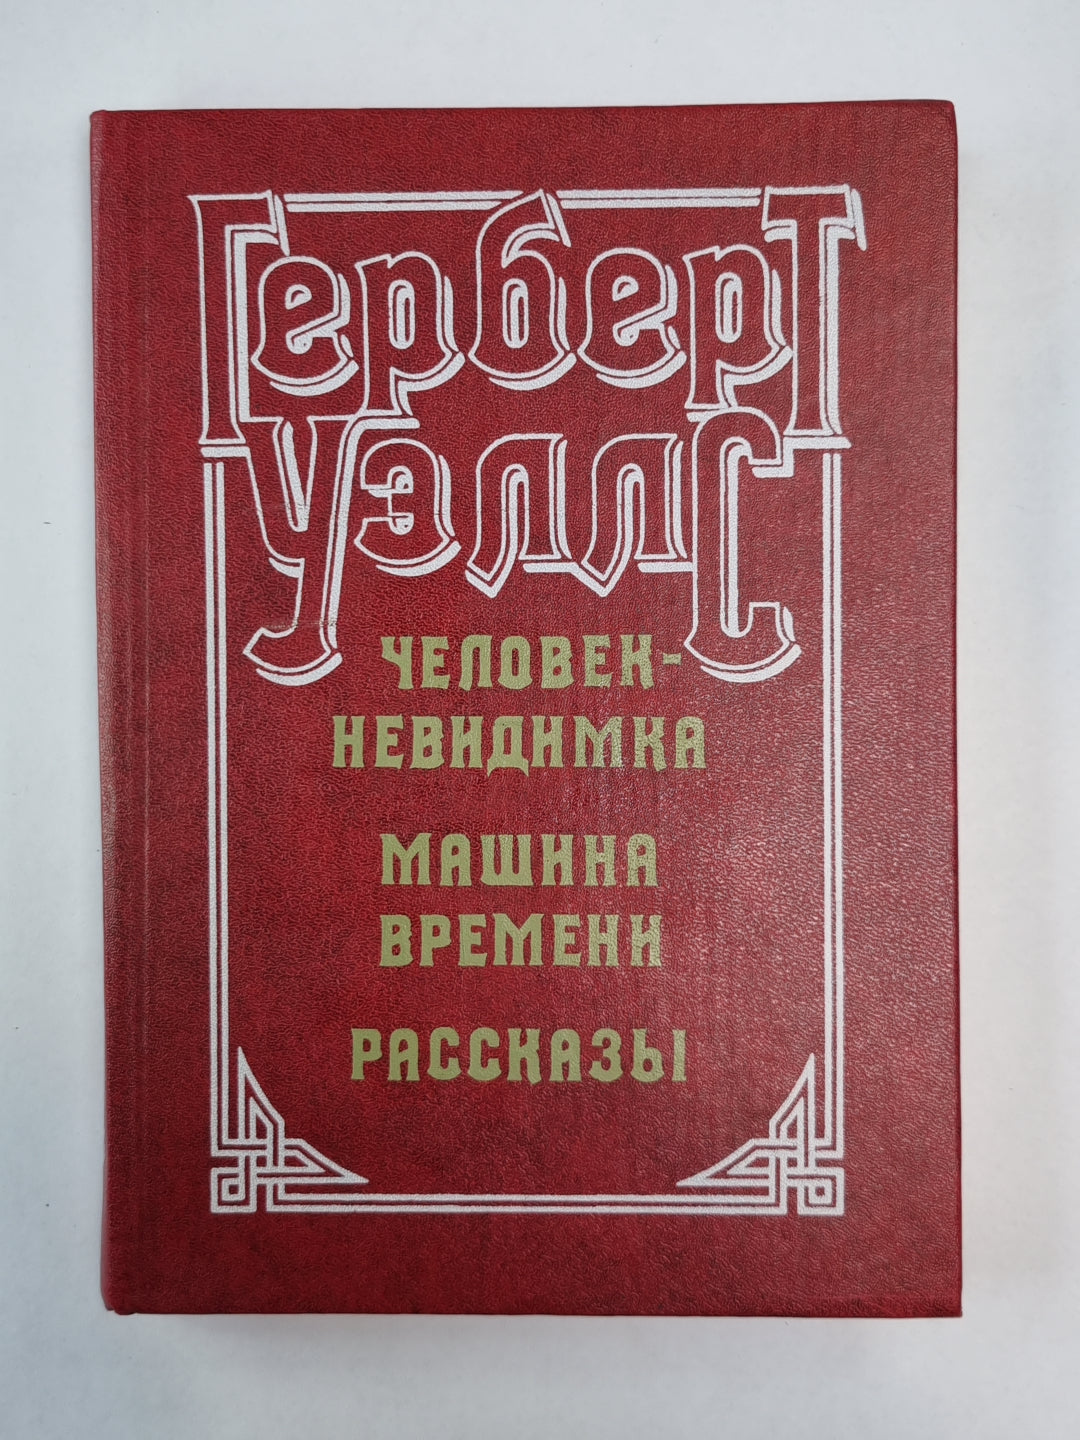 Герберт
Уэллс
ЧЕЛОВЕК-
НЕВИДИМКА
МАШИНА
ВРЕМЕНИ
РАССКАЗЫ